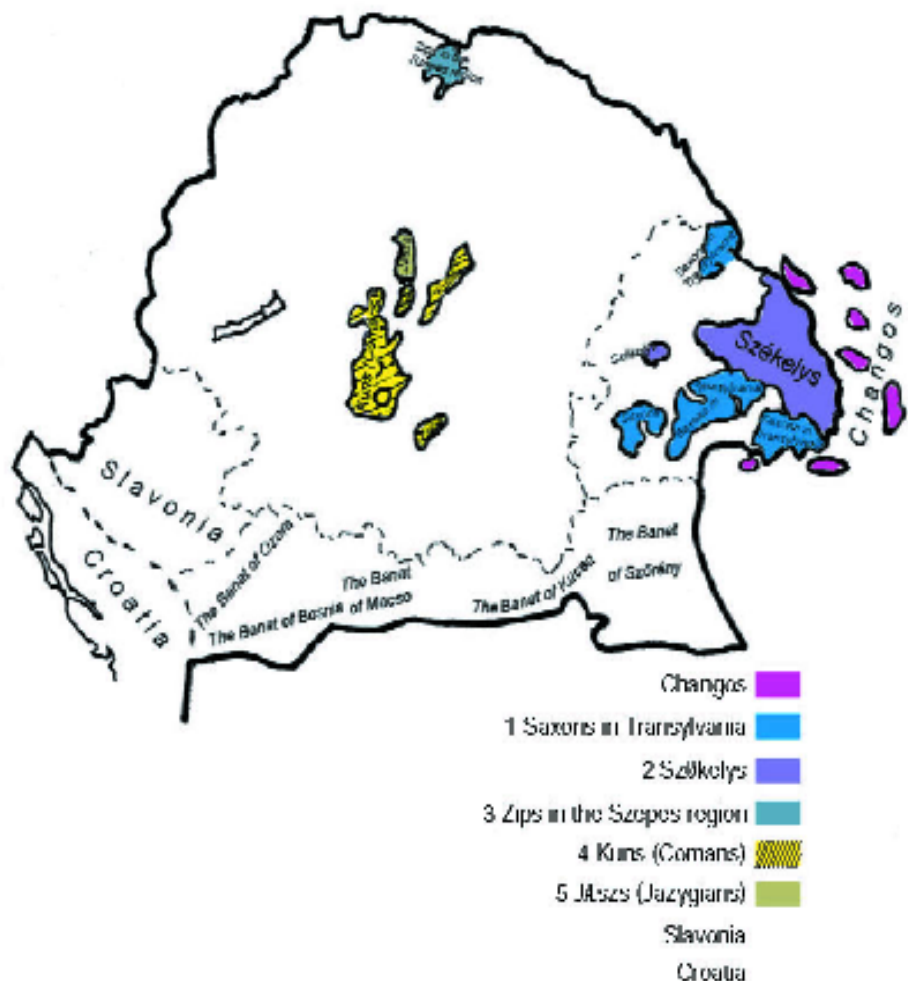 Székelys
Changos
Slavonia
Croatia
The Banat of Ozora
The Banat of Bosnia
The Banat
of Macso
The Banat of Kucso
The Banat
of Szörény
Changos
1 Saxons in Transylvania
2 Székelys
3 Zips in the Szepes region
4 Kuns (Comans)
5 JÆszs (Jazygians)
Slavonia
Croatia